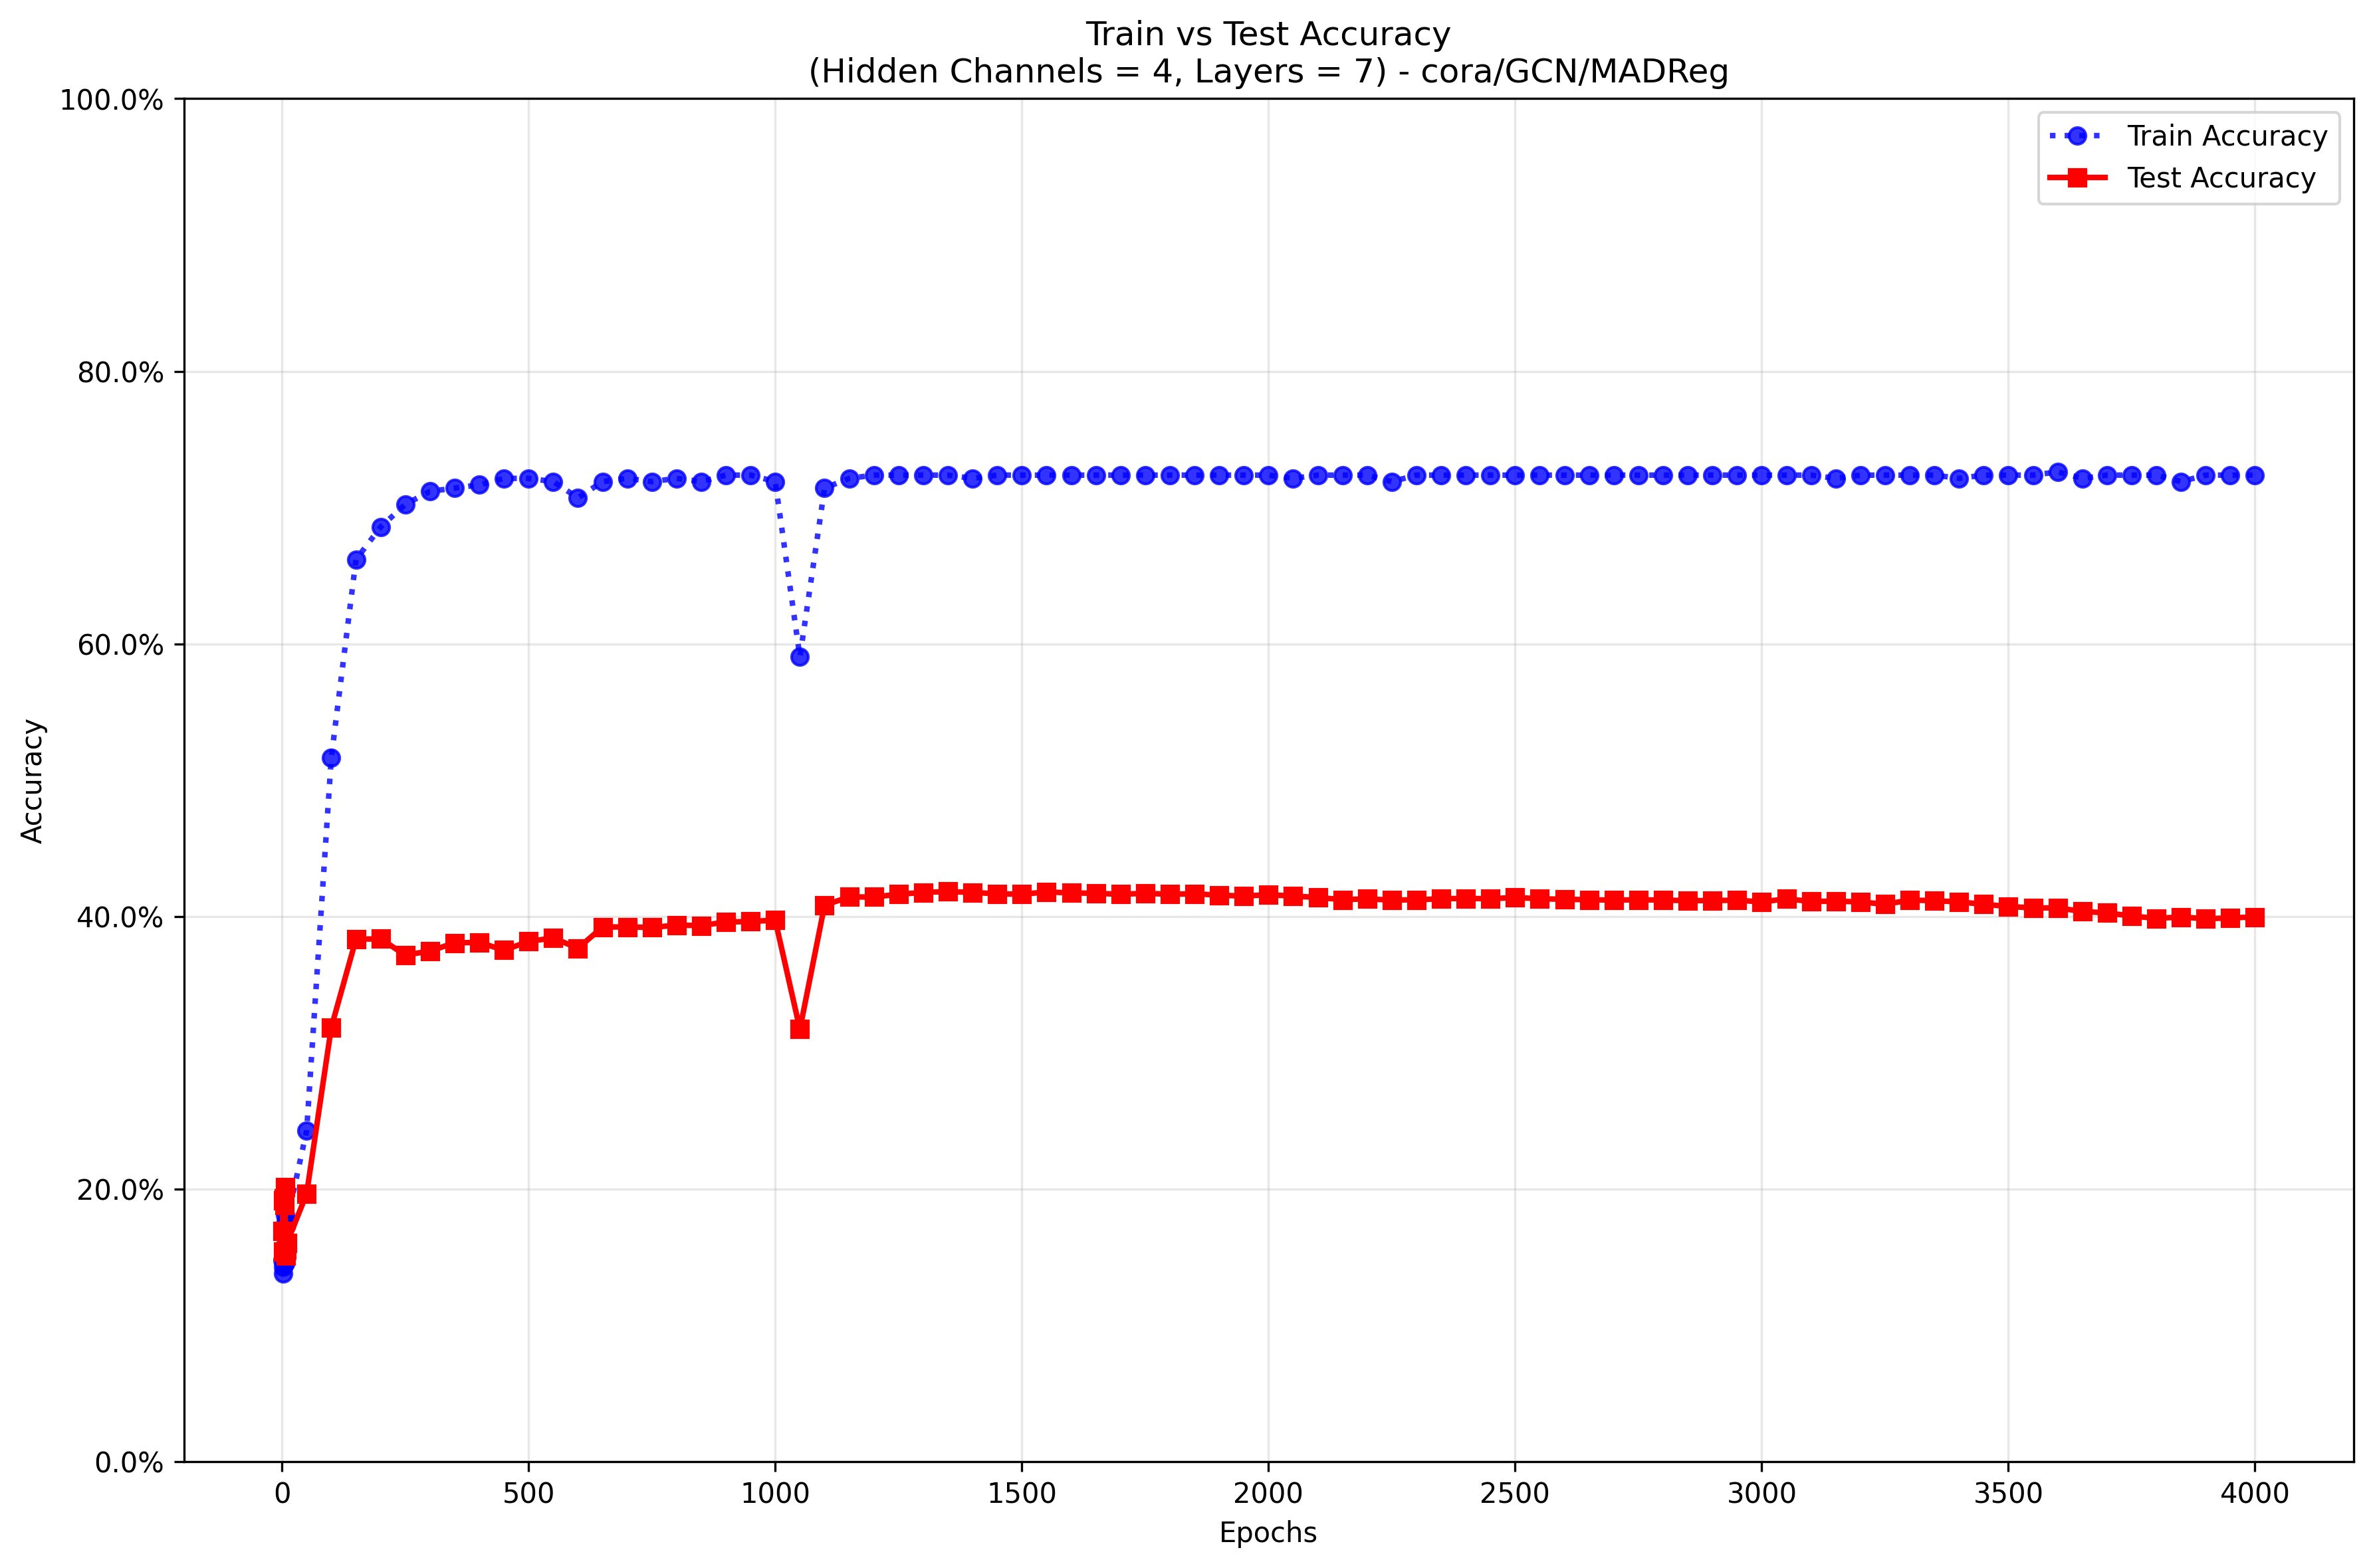 Train vs Test Accuracy
(Hidden Channels = 4, Layers = 7) - cora/GCN/MADReg
100.0%
80.0%
60.0%
40.0%
20.0%
0.0%
Accuracy
Train Accuracy
Test Accuracy
0 500 1000 1500 2000 2500 3000 3500 4000
Epochs